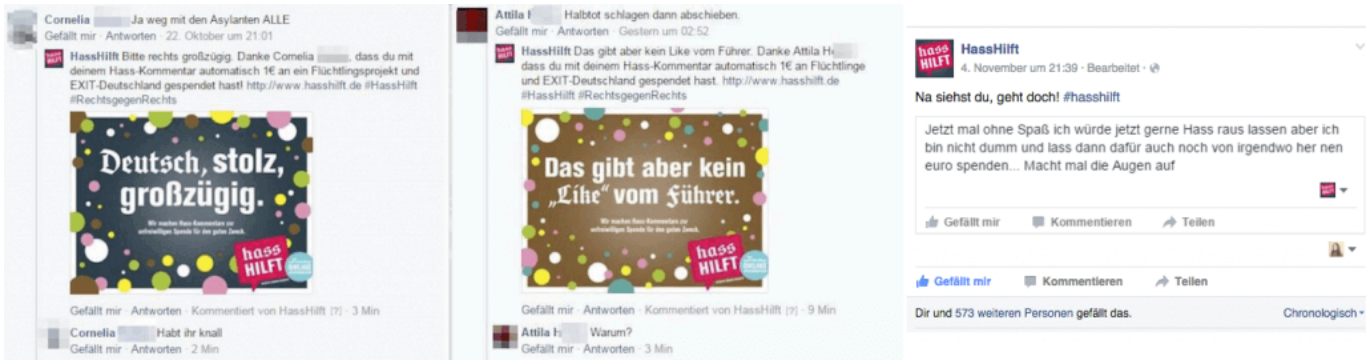 Cornelia
Ja weg mit den Asylanten ALLE
Gefällt mir · Antworten · 22. Oktober um 21:01
HassHilft Bitte rechts großzügig. Danke Cornelia
, dass du mit
deinem Hass-Kommentar automatisch 1€ an ein Flüchtlingsprojekt und
EXIT-Deutschland gespendet hast! http://www.hasshilft.de #HassHilft
#RechtsgegenRechts
Deutsch, stolz,
großzügig.
Wir machen Hass-Kommentare zur
unfreiwilligen Spende für den guten Zweck.
hass
HILFT
Gefällt mir · Antworten · Kommentiert von HassHilft [?] · 3 Min
Cornelia
Habt ihr knall
Gefällt mir · Antworten · 2 Min
Attila
Halbtot schlagen dann abschieben.
Gefällt mir · Antworten · Gestern um 02:52
HassHilft Das gibt aber kein Like vom Führer. Danke Attila
dass du mit deinem Hass-Kommentar automatisch 1€ an Flüchtlinge
und EXIT-Deutschland gespendet hast. http://www.hasshilft.de
#HassHilft #RechtsgegenRechts
Das gibt aber kein
„Like“ vom Führer.
Wir machen Hass-Kommentare zur
unfreiwilligen Spende für den guten Zweck.
hass
HILFT
Gefällt mir · Antworten · Kommentiert von HassHilft [?] · 9 Min
Attila
Warum?
Gefällt mir · Antworten · 3 Min
hass
HILFT
HassHilft
4. November um 21:39 · Bearbeitet ·
Na siehst du, geht doch! #hasshilft
Jetzt mal ohne Spaß ich würde jetzt gerne Hass raus lassen aber ich
bin nicht dumm und lass dann dafür auch noch von irgendwo her nen
euro spenden... Macht mal die Augen auf
Gefällt mir Kommentieren Teilen
Gefällt mir Kommentieren Teilen
Dir und 573 weiteren Personen gefällt das.
Chronologisch